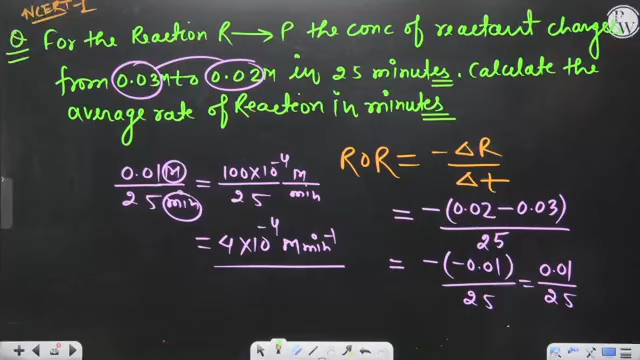 NCERT-1
Q For the Reaction R → P the conc of reactant change
from 0.03M to 0.02M in 25 minutes. Calculate the
average rate of Reaction in minutes
ROR = -ΔR/Δt
= -(0.02-0.03)/25
= -(-0.01)/25 = 0.01/25
0.01 M/25 min = 100×10⁻⁴/25 M/min
= 4×10⁻⁴ M min⁻¹
PW